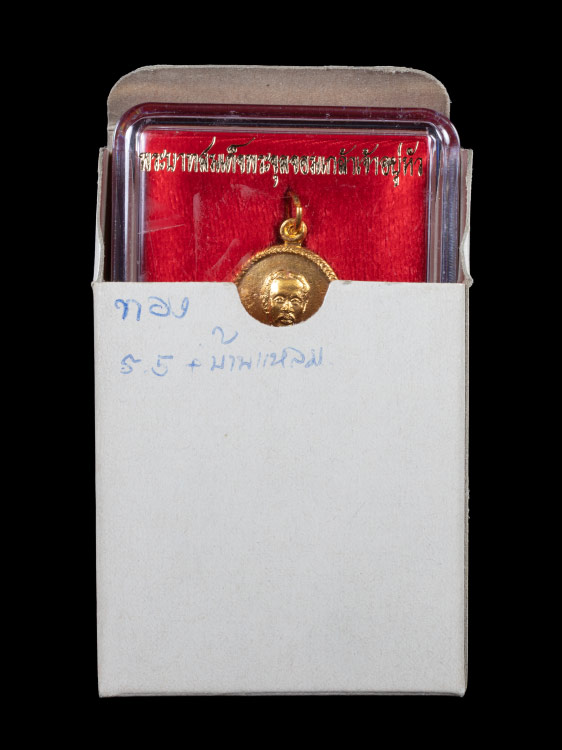 พระบาทสมเด็จพระจุลจอมเกล้าเจ้าอยู่หัว
ทอง
ร.5 + บ้านแหลม